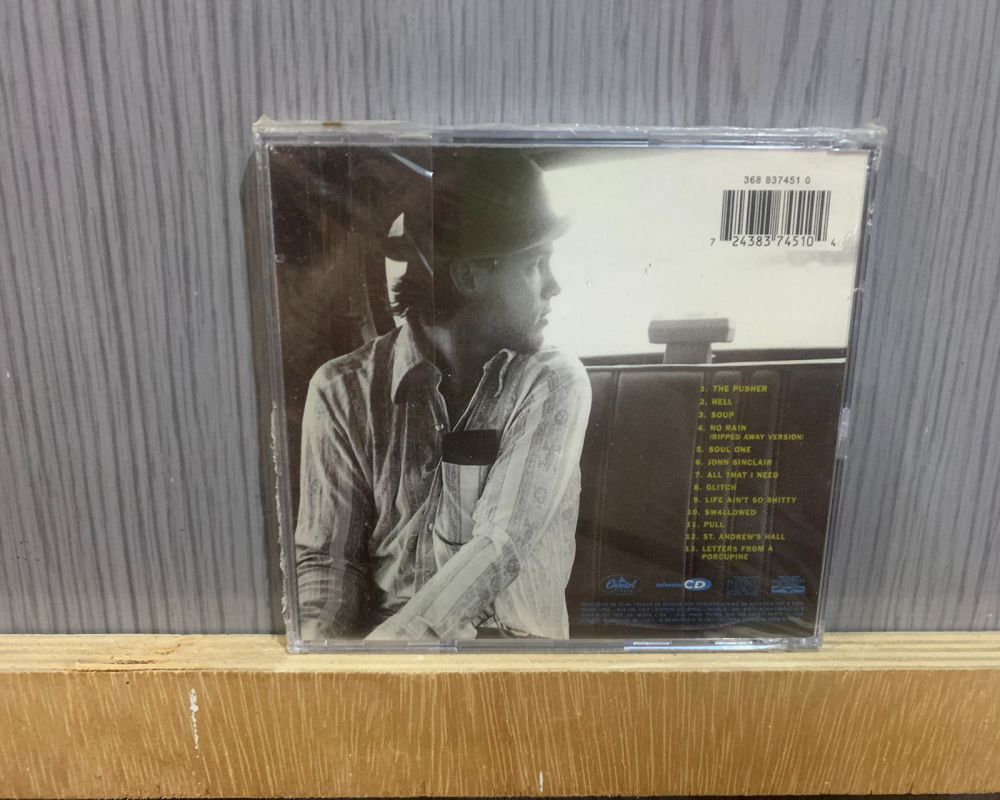 368 837451 0
7 24383 74510 4
1. THE PUSHER
2. HELL
3. SOUP
4. NO RAIN
(RIPPED AWAY VERSION)
5. SOUL ONE
6. JOHN SINCLAIR
7. ALL THAT I NEED
8. GLITCH
9. LIFE AIN'T SO SHITTY
10. SWALLOWED
11. PULL
12. ST. ANDREW'S HALL
13. LETTERS FROM A
PORCUPINE
Capitol
enhanced CD